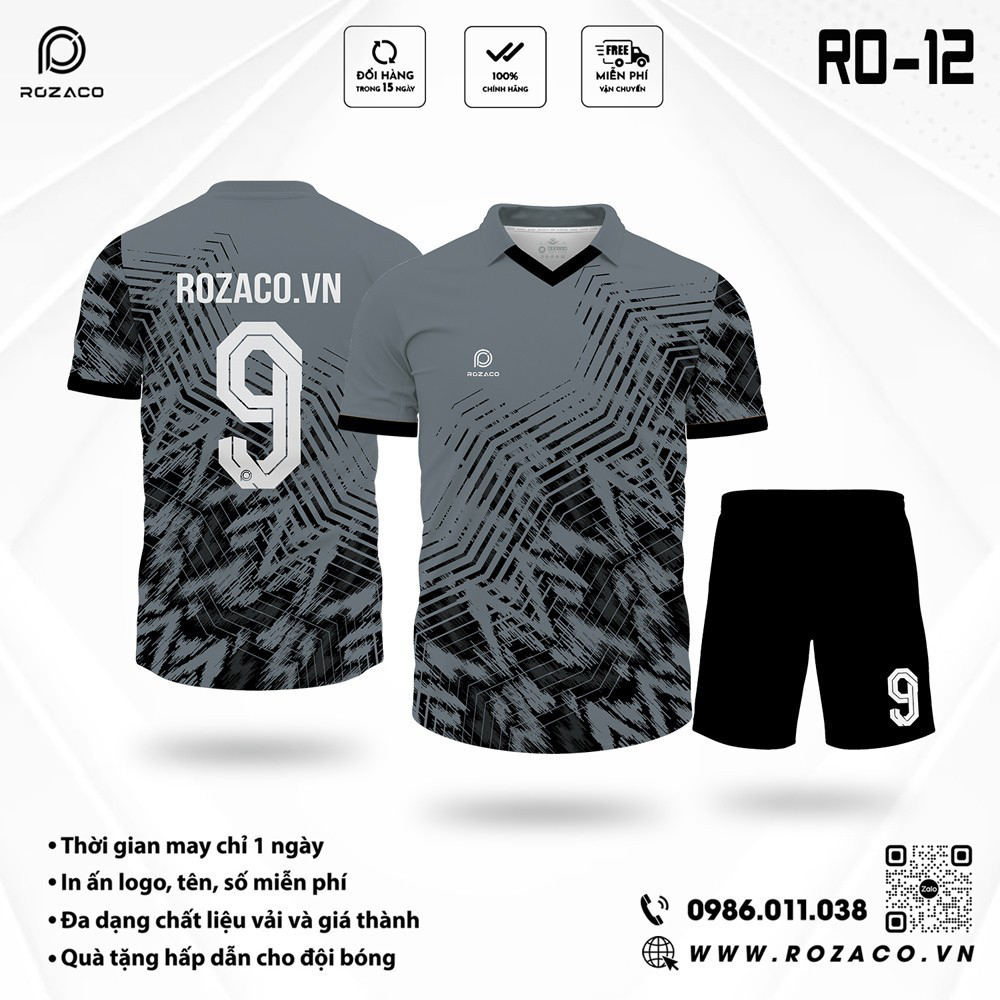 ROZACO
ĐỔI HÀNG
TRONG 15 NGÀY
100%
CHÍNH HÃNG
FREE
MIỄN PHÍ
VẬN CHUYỂN
RO-12
ROZACO.VN
9
ROZACO
9
• Thời gian may chỉ 1 ngày
• In ấn logo, tên, số miễn phí
• Đa dạng chất liệu vải và giá thành
• Quà tặng hấp dẫn cho đội bóng
Zalo
0986.011.038
WWW.ROZACO.VN